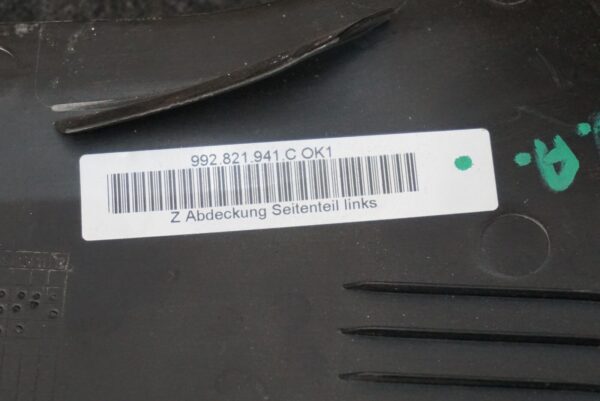 992.821.941.C OK1
Z Abdeckung Seitenteil links